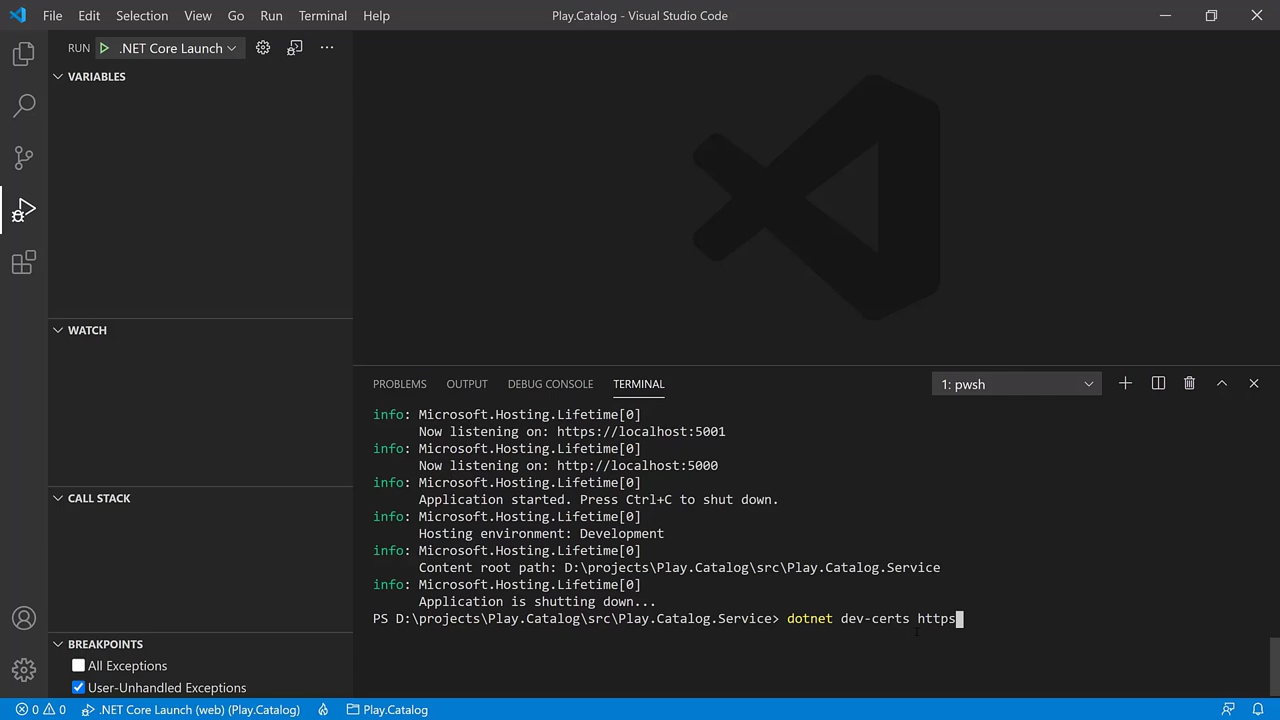 File Edit Selection View Go Run Terminal Help
Play.Catalog - Visual Studio Code
RUN .NET Core Launch
VARIABLES
WATCH
CALL STACK
BREAKPOINTS
All Exceptions
User-Unhandled Exceptions
PROBLEMS OUTPUT DEBUG CONSOLE TERMINAL
1: pwsh
info: Microsoft.Hosting.Lifetime[0]
Now listening on: https://localhost:5001
info: Microsoft.Hosting.Lifetime[0]
Now listening on: http://localhost:5000
info: Microsoft.Hosting.Lifetime[0]
Application started. Press Ctrl+C to shut down.
info: Microsoft.Hosting.Lifetime[0]
Hosting environment: Development
info: Microsoft.Hosting.Lifetime[0]
Content root path: D:\projects\Play.Catalog\src\Play.Catalog.Service
info: Microsoft.Hosting.Lifetime[0]
Application is shutting down...
PS D:\projects\Play.Catalog\src\Play.Catalog.Service> dotnet dev-certs https
0 0 .NET Core Launch (web) (Play.Catalog) Play.Catalog